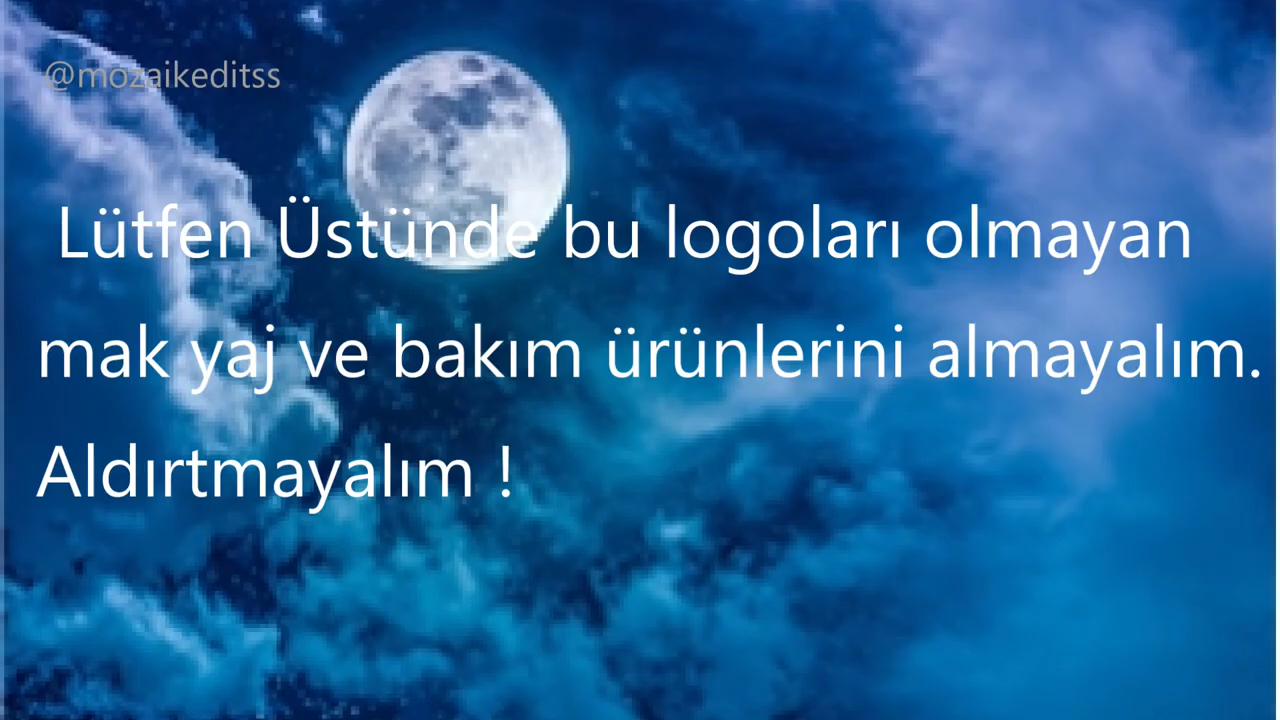 @mozaikeditss
Lütfen Üstünde bu logoları olmayan
mak yaj ve bakım ürünlerini almayalım.
Aldırtmayalım !